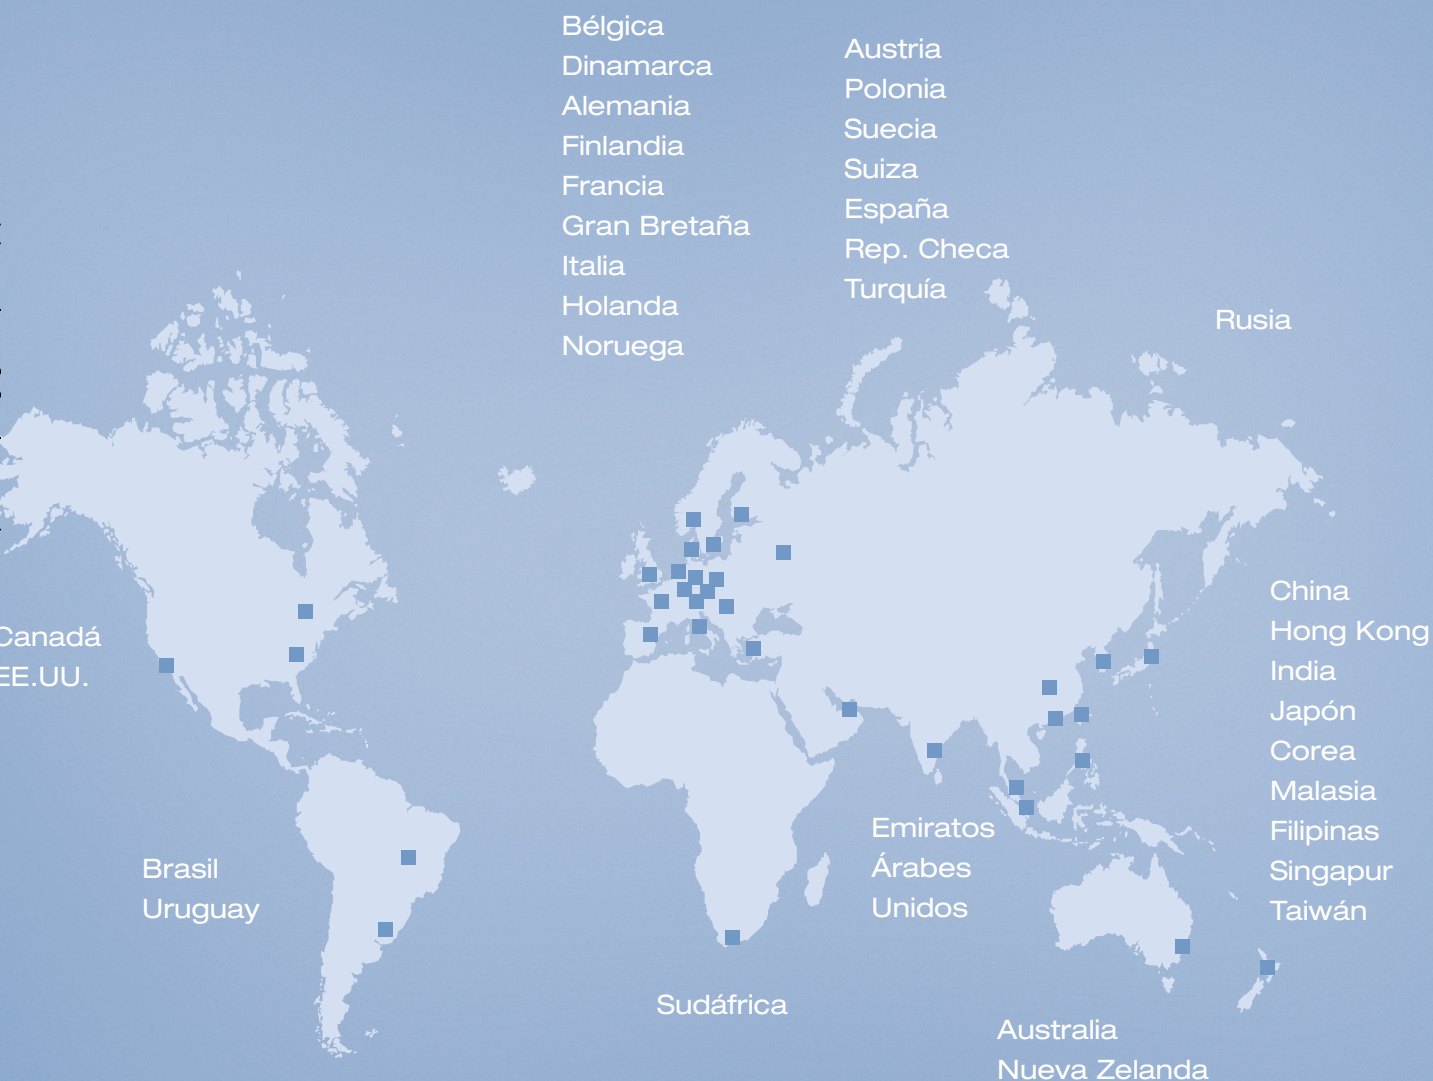 Bélgica
Dinamarca
Alemania
Finlandia
Francia
Gran Bretaña
Italia
Holanda
Noruega
Austria
Polonia
Suecia
Suiza
España
Rep. Checa
Turquía
Rusia
Canadá
EE.UU.
China
Hong Kong
India
Japón
Corea
Malasia
Filipinas
Singapur
Taiwán
Brasil
Uruguay
Emiratos
Árabes
Unidos
Sudáfrica
Australia
Nueva Zelanda